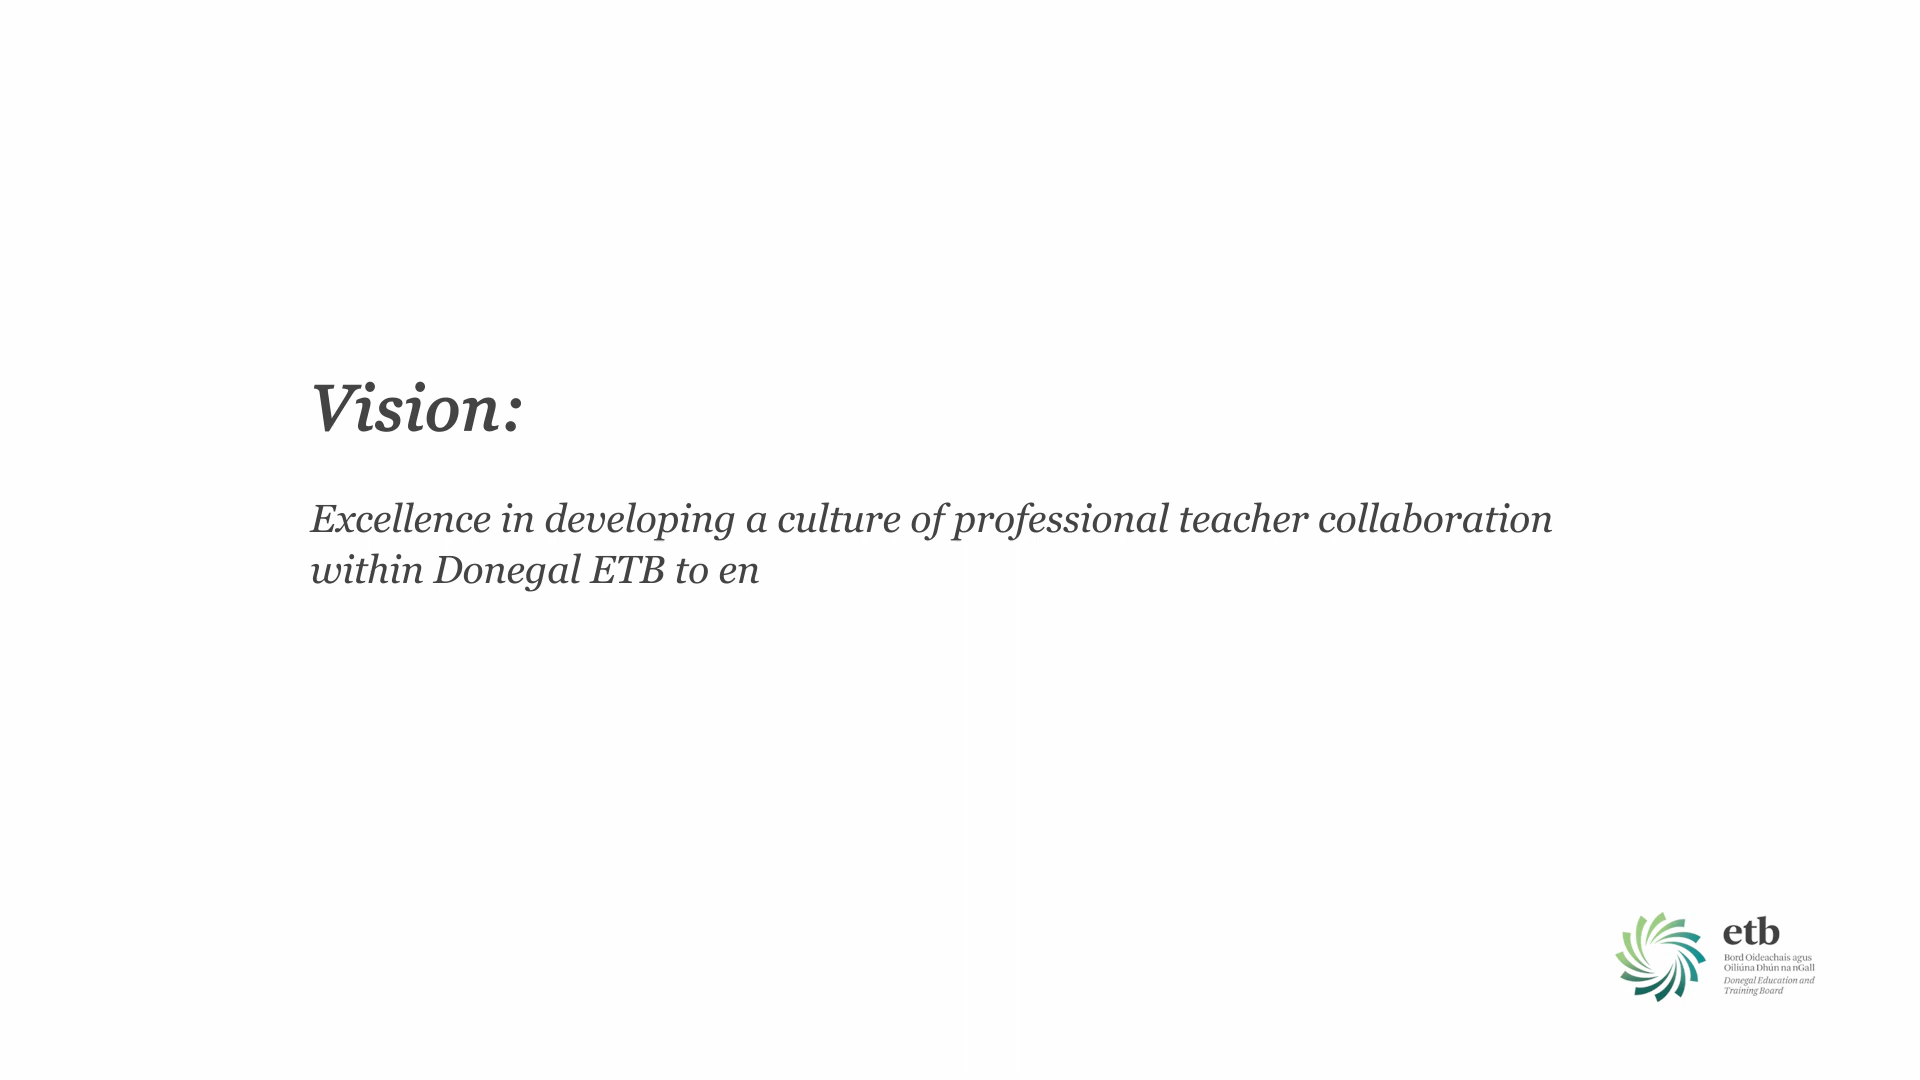 Vision:
Excellence in developing a culture of professional teacher collaboration
within Donegal ETB to en
etb
Bord Oideachais agus
Oiliúna Dhún na nGall
Donegal Education and
Training Board